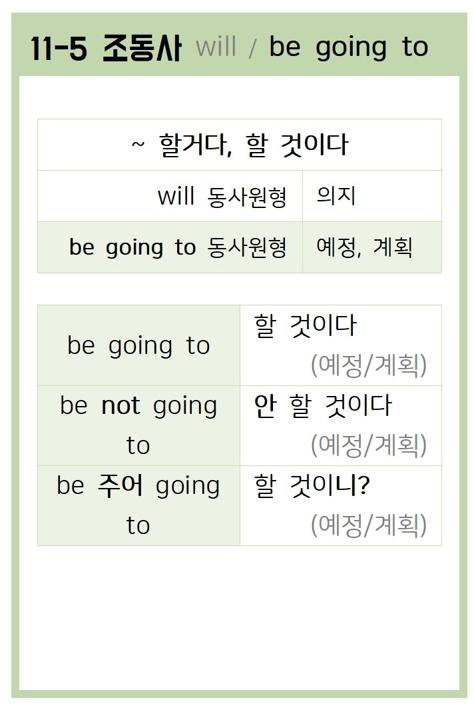 11-5 조동사 will / be going to
~ 할거다, 할 것이다
will 동사원형 의지
be going to 동사원형 예정, 계획
be going to
할 것이다
(예정/계획)
be not going
to
안 할 것이다
(예정/계획)
be 주어 going
to
할 것이니?
(예정/계획)